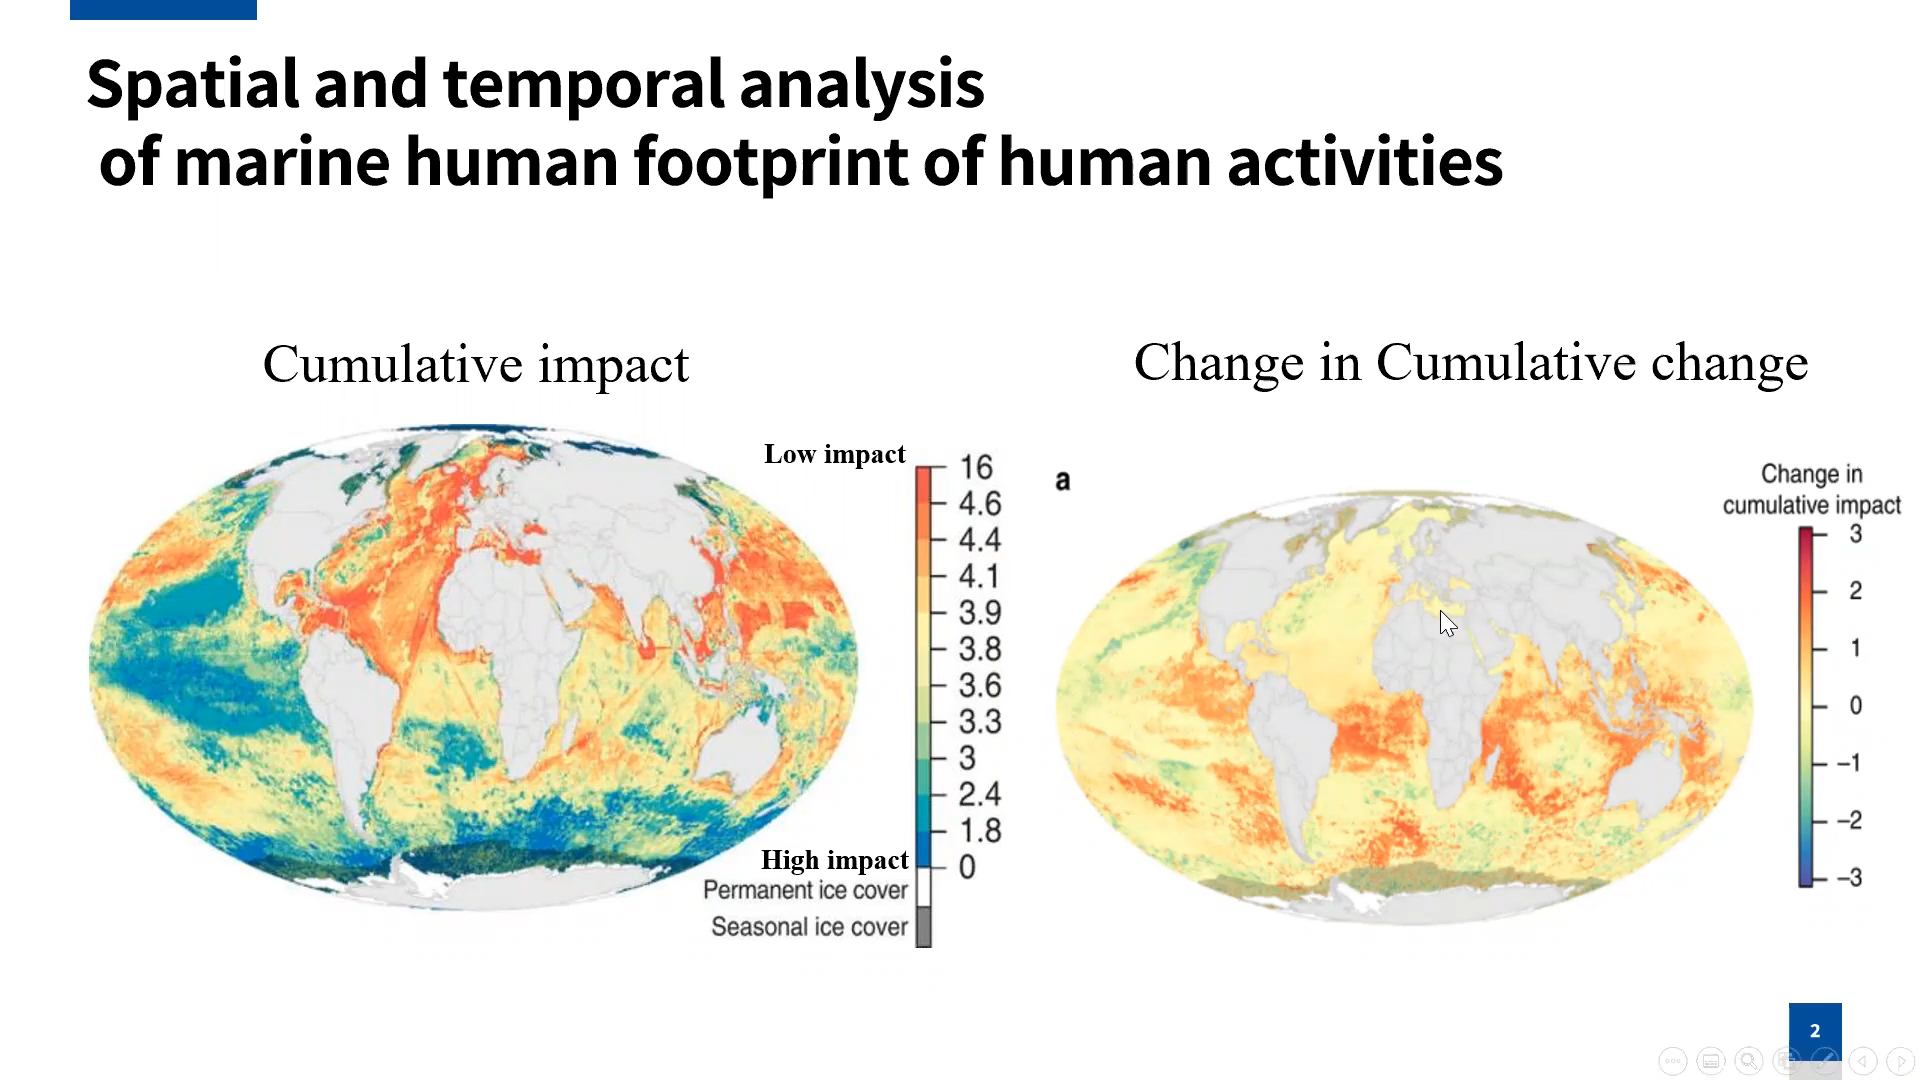 Spatial and temporal analysis
of marine human footprint of human activities
Cumulative impact
Change in Cumulative change
Low impact
16
4.6
4.4
4.1
3.9
3.8
3.6
3.3
3
2.4
1.8
High impact
0
Permanent ice cover
Seasonal ice cover
a
Change in
cumulative impact
3
2
1
0
−1
−2
−3
2